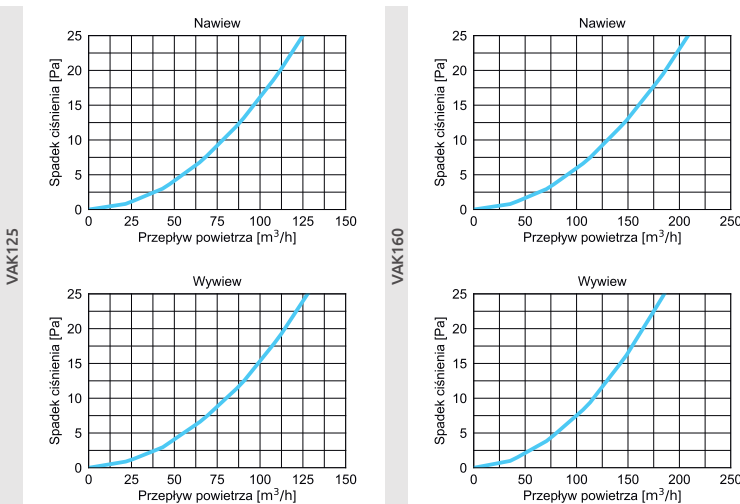 VAK125
Nawiew
Spadek ciśnienia [Pa]
25
20
15
10
5
0
0 25 50 75 100 125 150
Przepływ powietrza [m³/h]
Wywiew
Spadek ciśnienia [Pa]
25
20
15
10
5
0
0 25 50 75 100 125 150
Przepływ powietrza [m³/h]
VAK160
Nawiew
Spadek ciśnienia [Pa]
25
20
15
10
5
0
0 50 100 150 200 250
Przepływ powietrza [m³/h]
Wywiew
Spadek ciśnienia [Pa]
25
20
15
10
5
0
0 50 100 150 200 250
Przepływ powietrza [m³/h]